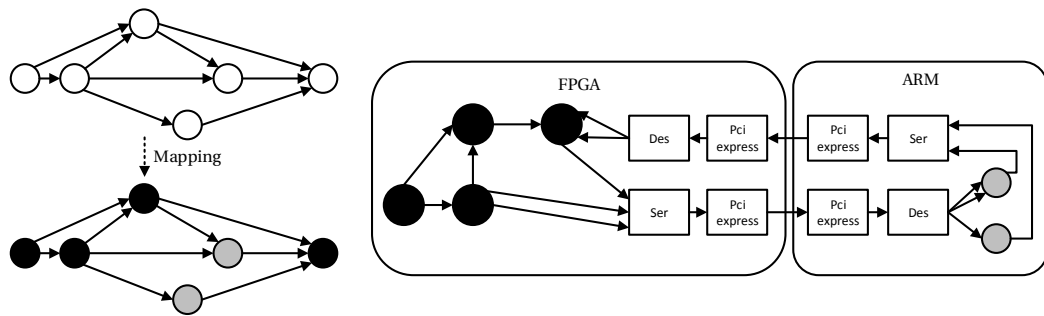 Mapping
FPGA
Des
Pci
express
Ser
Pci
express
ARM
Pci
express
Ser
Pci
express
Des